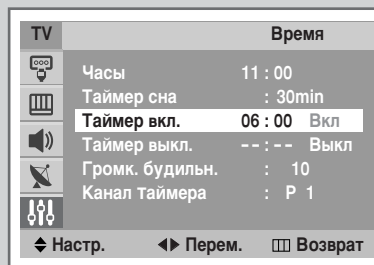 TV Время
Часы 11 : 00
Таймер сна : 30min
Таймер вкл. 06 : 00 Вкл
Таймер выкл. -- : -- Выкл
Громк. будильн. : 10
Канал таймера : P 1
Настр. Перем. Возврат